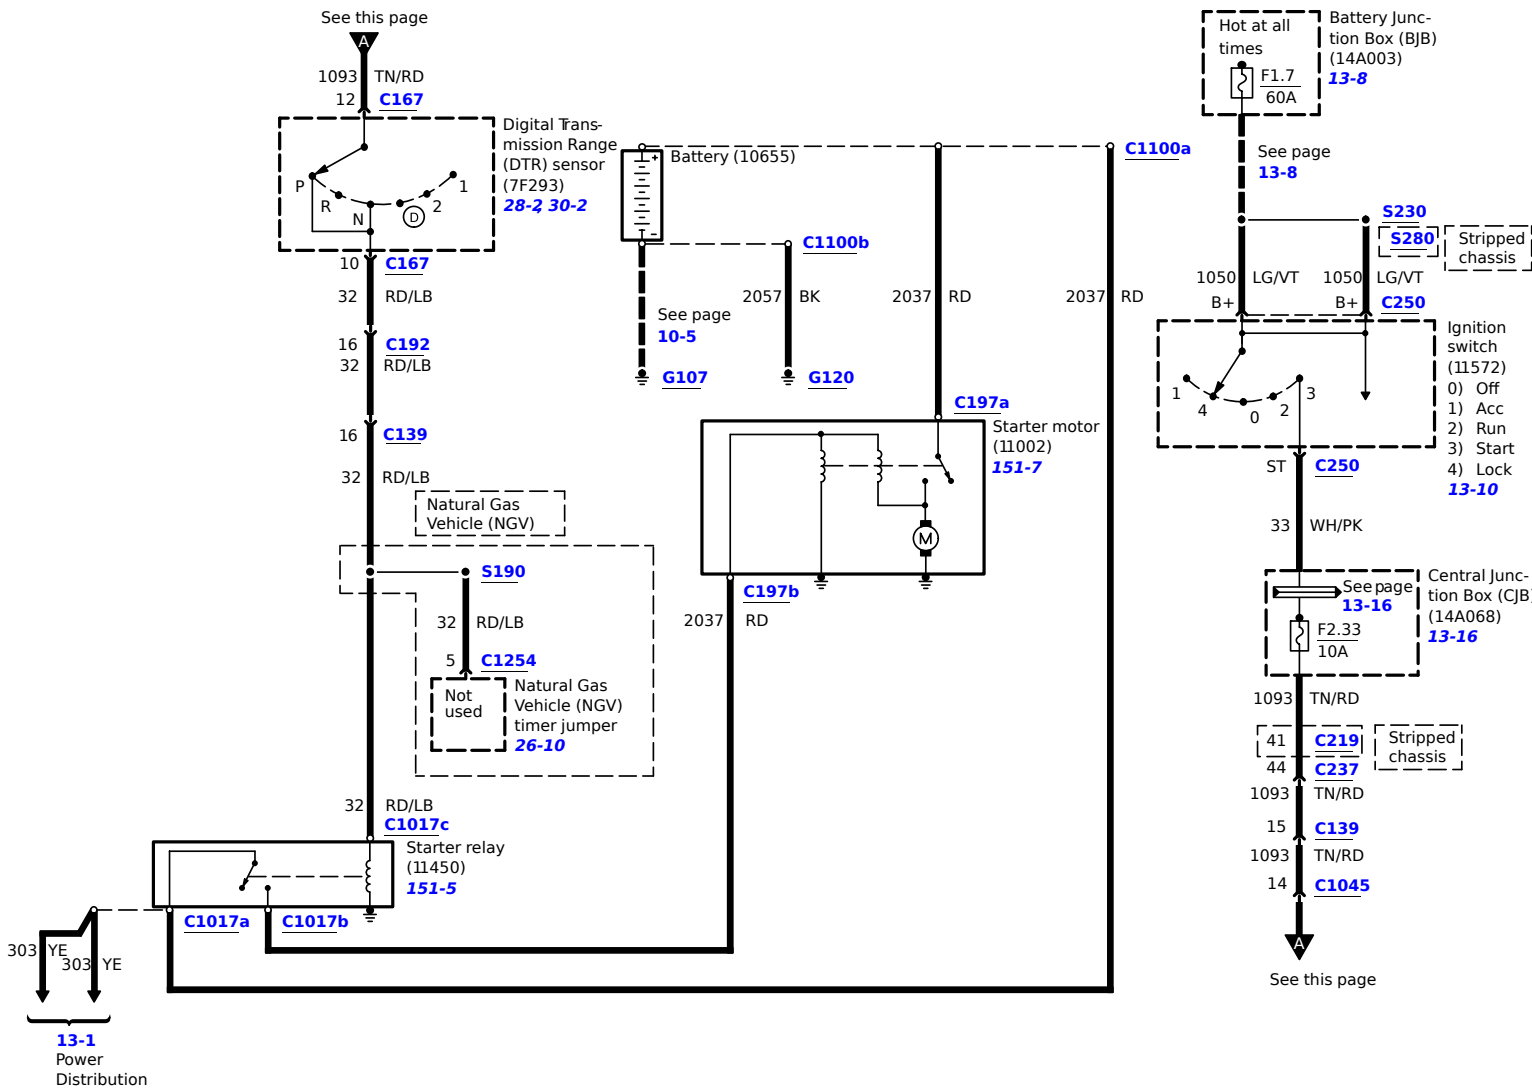 See this page
A
1093 TN/RD
12 C167
Digital Trans-
mission Range
(DTR) sensor
(7F293)
28-2, 30-2
P
R
N
D
2
1
10 C167
32 RD/LB
16 C192
32 RD/LB
16 C139
32 RD/LB
Natural Gas
Vehicle (NGV)
S190
32 RD/LB
5 C1254
Not
used
Natural Gas
Vehicle (NGV)
timer jumper
26-10
32 RD/LB
C1017c
Starter relay
(11450)
151-5
C1017a
C1017b
303 YE
303 YE
13-1
Power
Distribution
+
-
Battery (10655)
C1100a
C1100b
See page
10-5
G107
2057 BK
G120
2037 RD
2037 RD
C197a
Starter motor
(11002)
151-7
M
C197b
2037 RD
Hot at all
times
F1.7
60A
Battery Junc-
tion Box (BJB)
(14A003)
13-8
See page
13-8
S230
S280
Stripped
chassis
1050 LG/VT
1050 LG/VT
B+
B+ C250
Ignition
switch
(11572)
0) Off
1) Acc
2) Run
3) Start
4) Lock
13-10
1
4
0
2
3
ST C250
33 WH/PK
See page
13-16
F2.33
10A
Central Junc-
tion Box (CJB)
(14A068)
13-16
1093 TN/RD
41 C219
Stripped
chassis
44 C237
1093 TN/RD
15 C139
1093 TN/RD
14 C1045
A
See this page